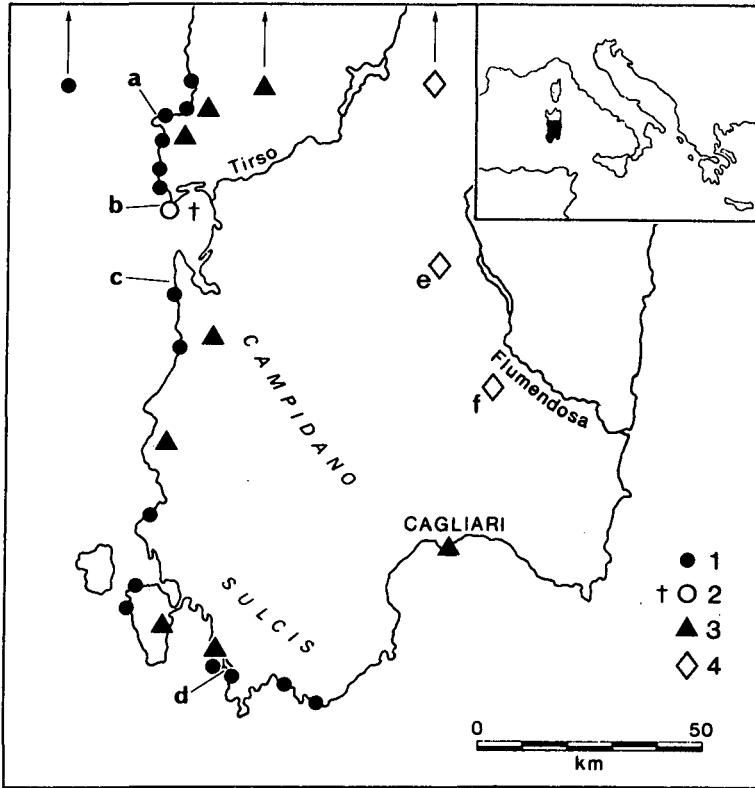 a
Tirso
b
†
c
e
CAMPIDANO
Flumendosa
f
CAGLIARI
SULCIS
d
1
† 2
3
4
0 50
km